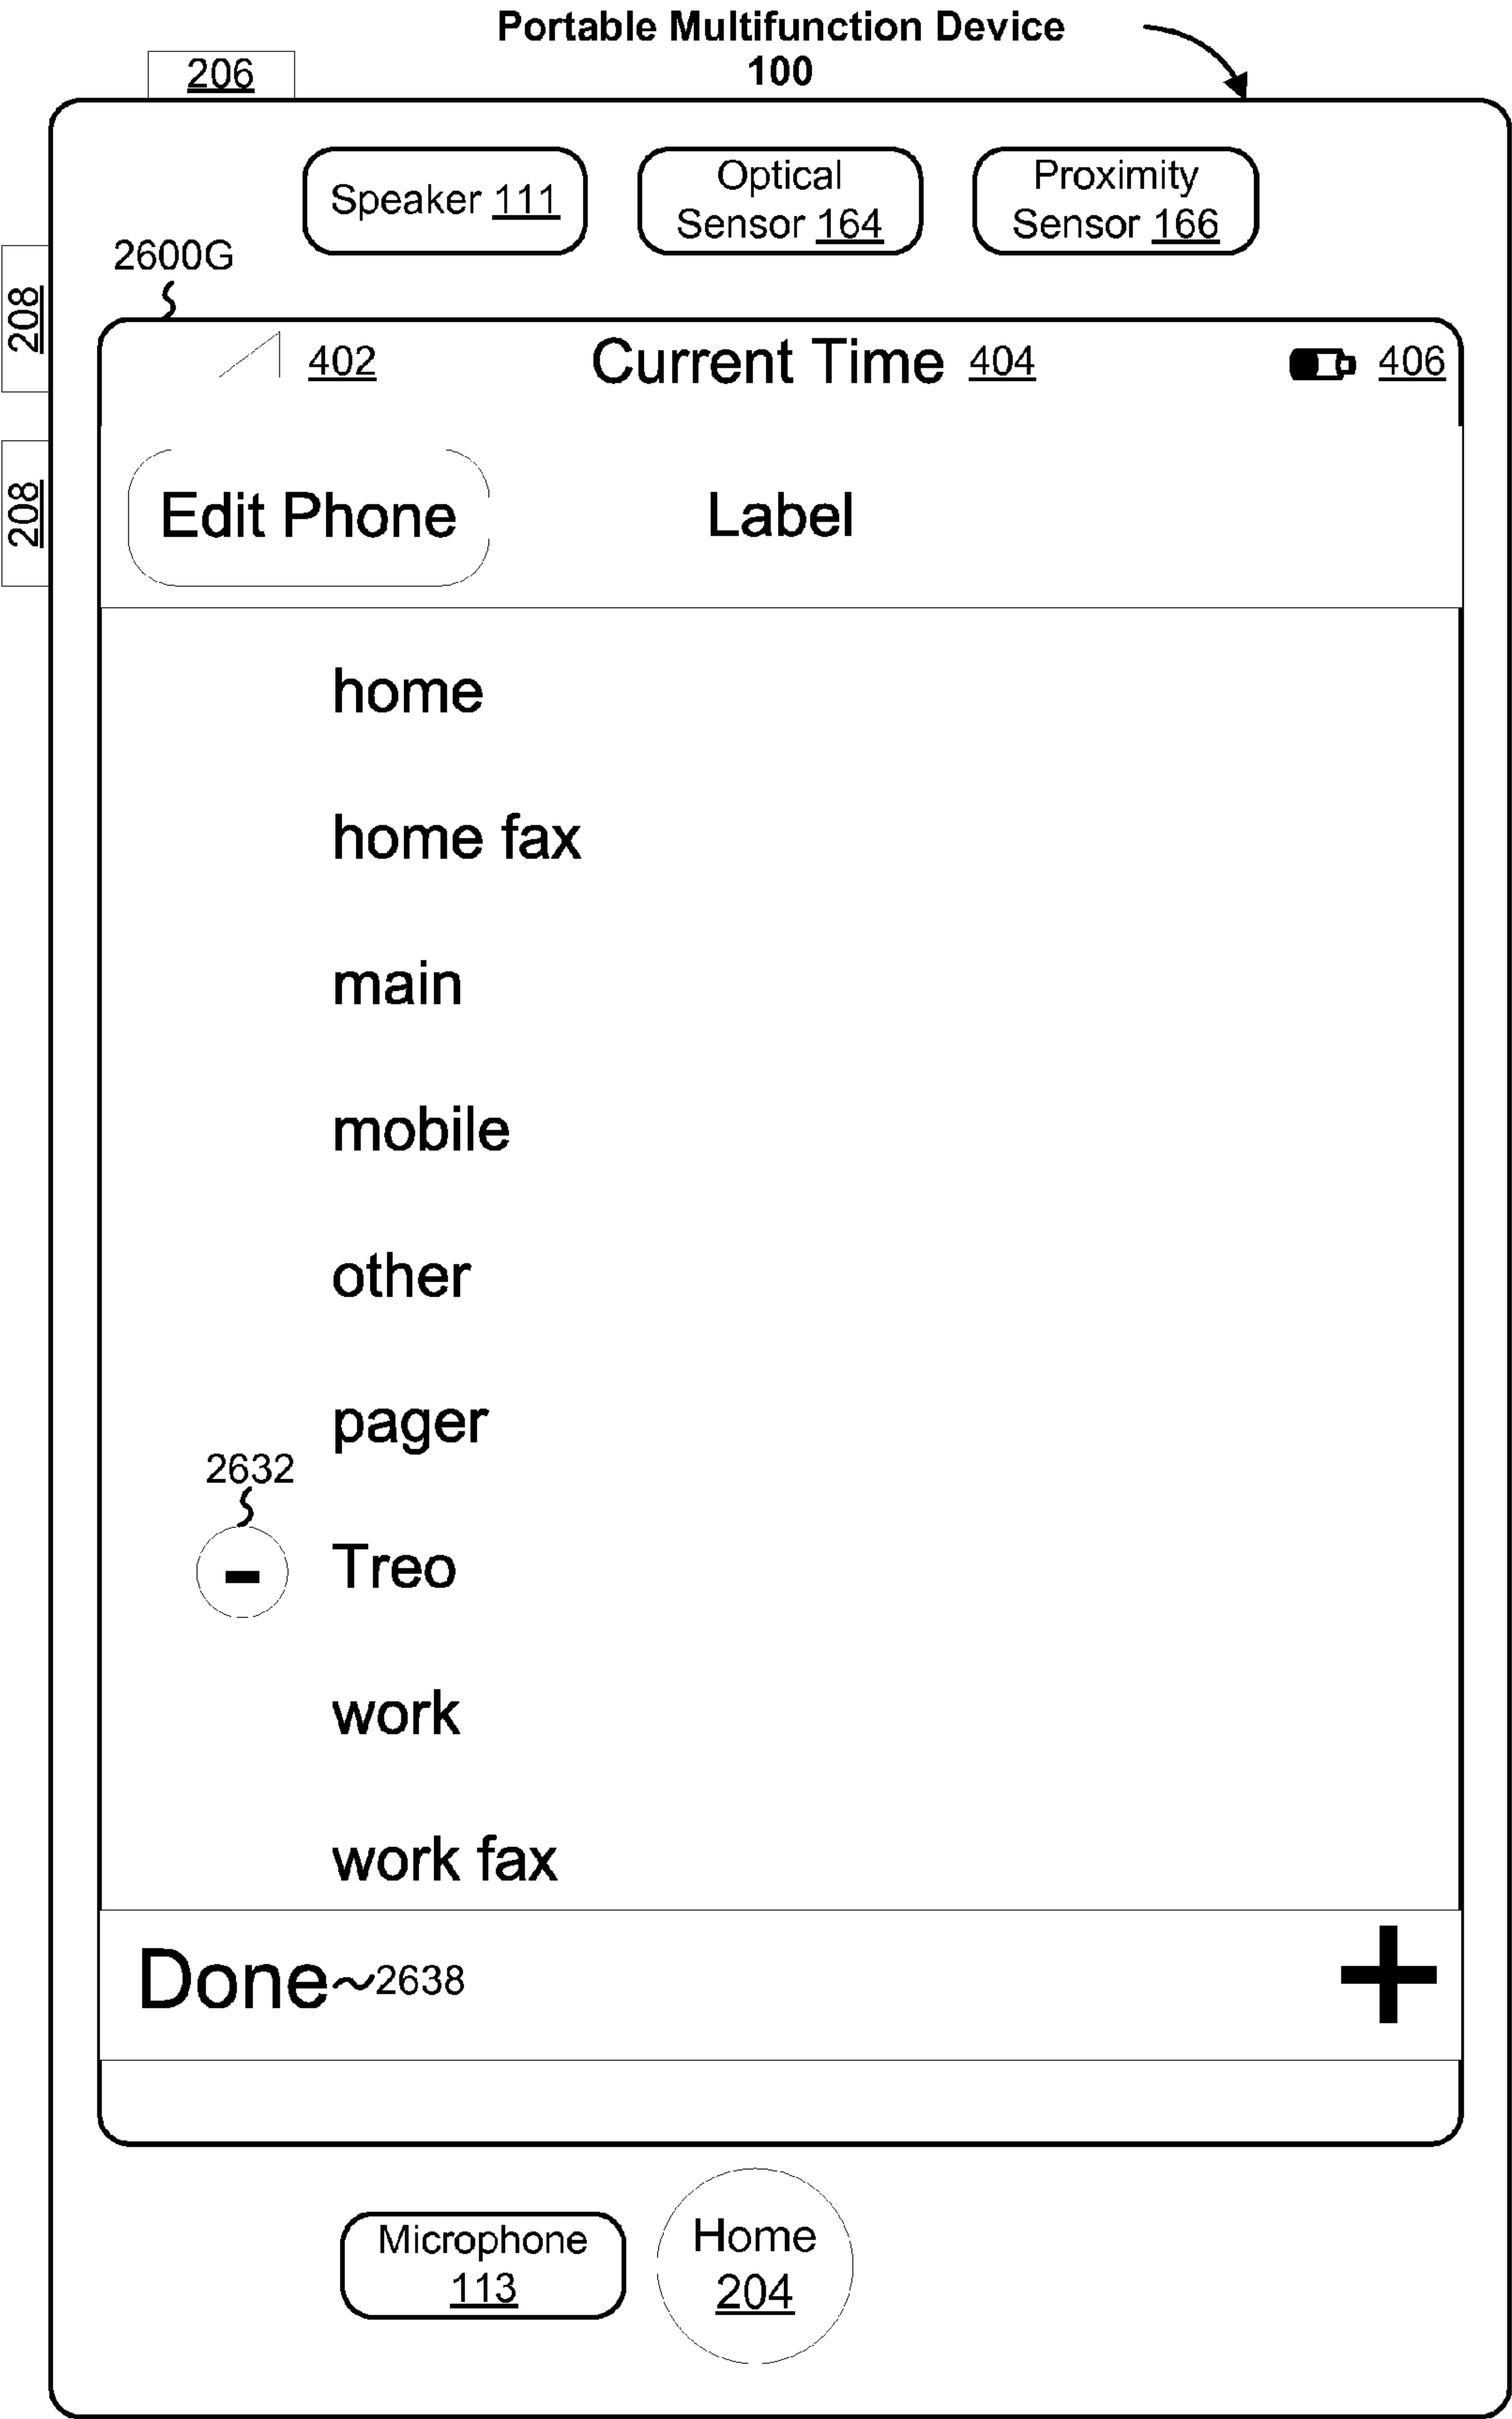 Portable Multifunction Device
100
206
Speaker 111
Optical
Sensor 164
Proximity
Sensor 166
2600G
208
208
402
Current Time 404
406
Edit Phone
Label
home
home fax
main
mobile
other
pager
2632
- Treo
work
work fax
Done 2638
+
Microphone
113
Home
204